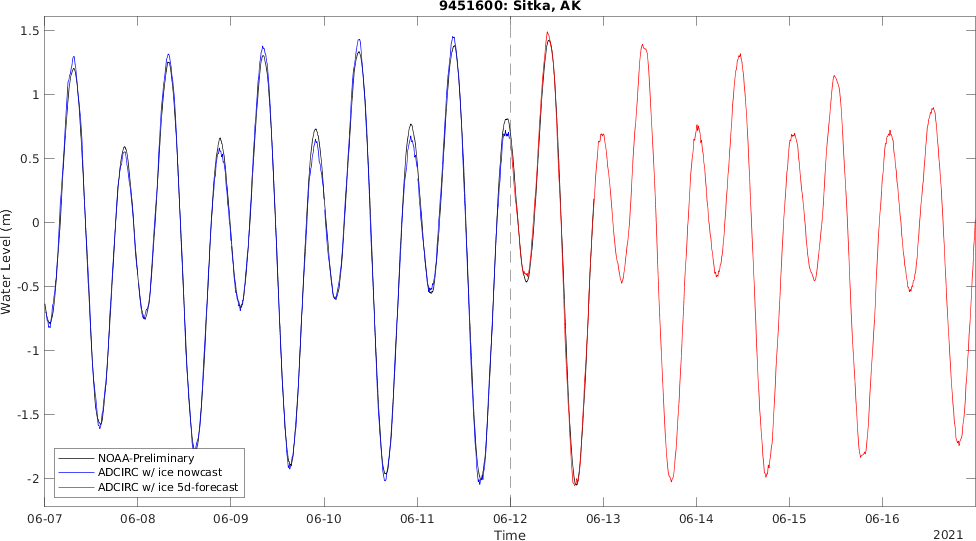 9451600: Sitka, AK
Water Level (m)
1.5
1
0.5
0
-0.5
-1
-1.5
-2
NOAA-Preliminary
ADCIRC w/ ice nowcast
ADCIRC w/ ice 5d-forecast
06-07 06-08 06-09 06-10 06-11 06-12 06-13 06-14 06-15 06-16
Time
2021